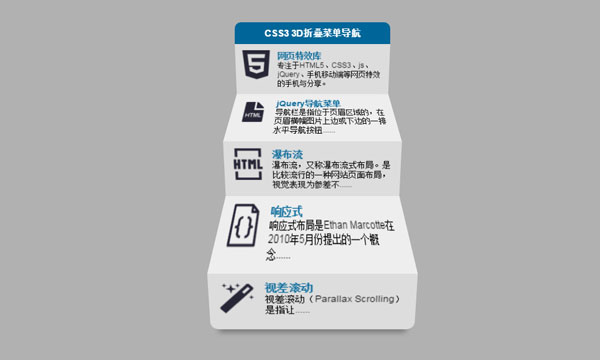 CSS3 3D折叠菜单导航
网页特效库
专注于HTML5、CSS3、js、
jQuery、手机移动端等网页特效
的手机与分享。
HTML
jQuery导航菜单
导航栏是指位于页眉区域的，在
页眉横幅图片上边或下边的一排
水平导航按钮......
HTML
瀑布流
瀑布流，又称瀑布流式布局。是
比较流行的一种网站页面布局，
视觉表现为参差不......
响应式
响应式布局是Ethan Marcotte在
2010年5月份提出的一个概
念......
视差滚动
视差滚动（Parallax Scrolling）
是指让......